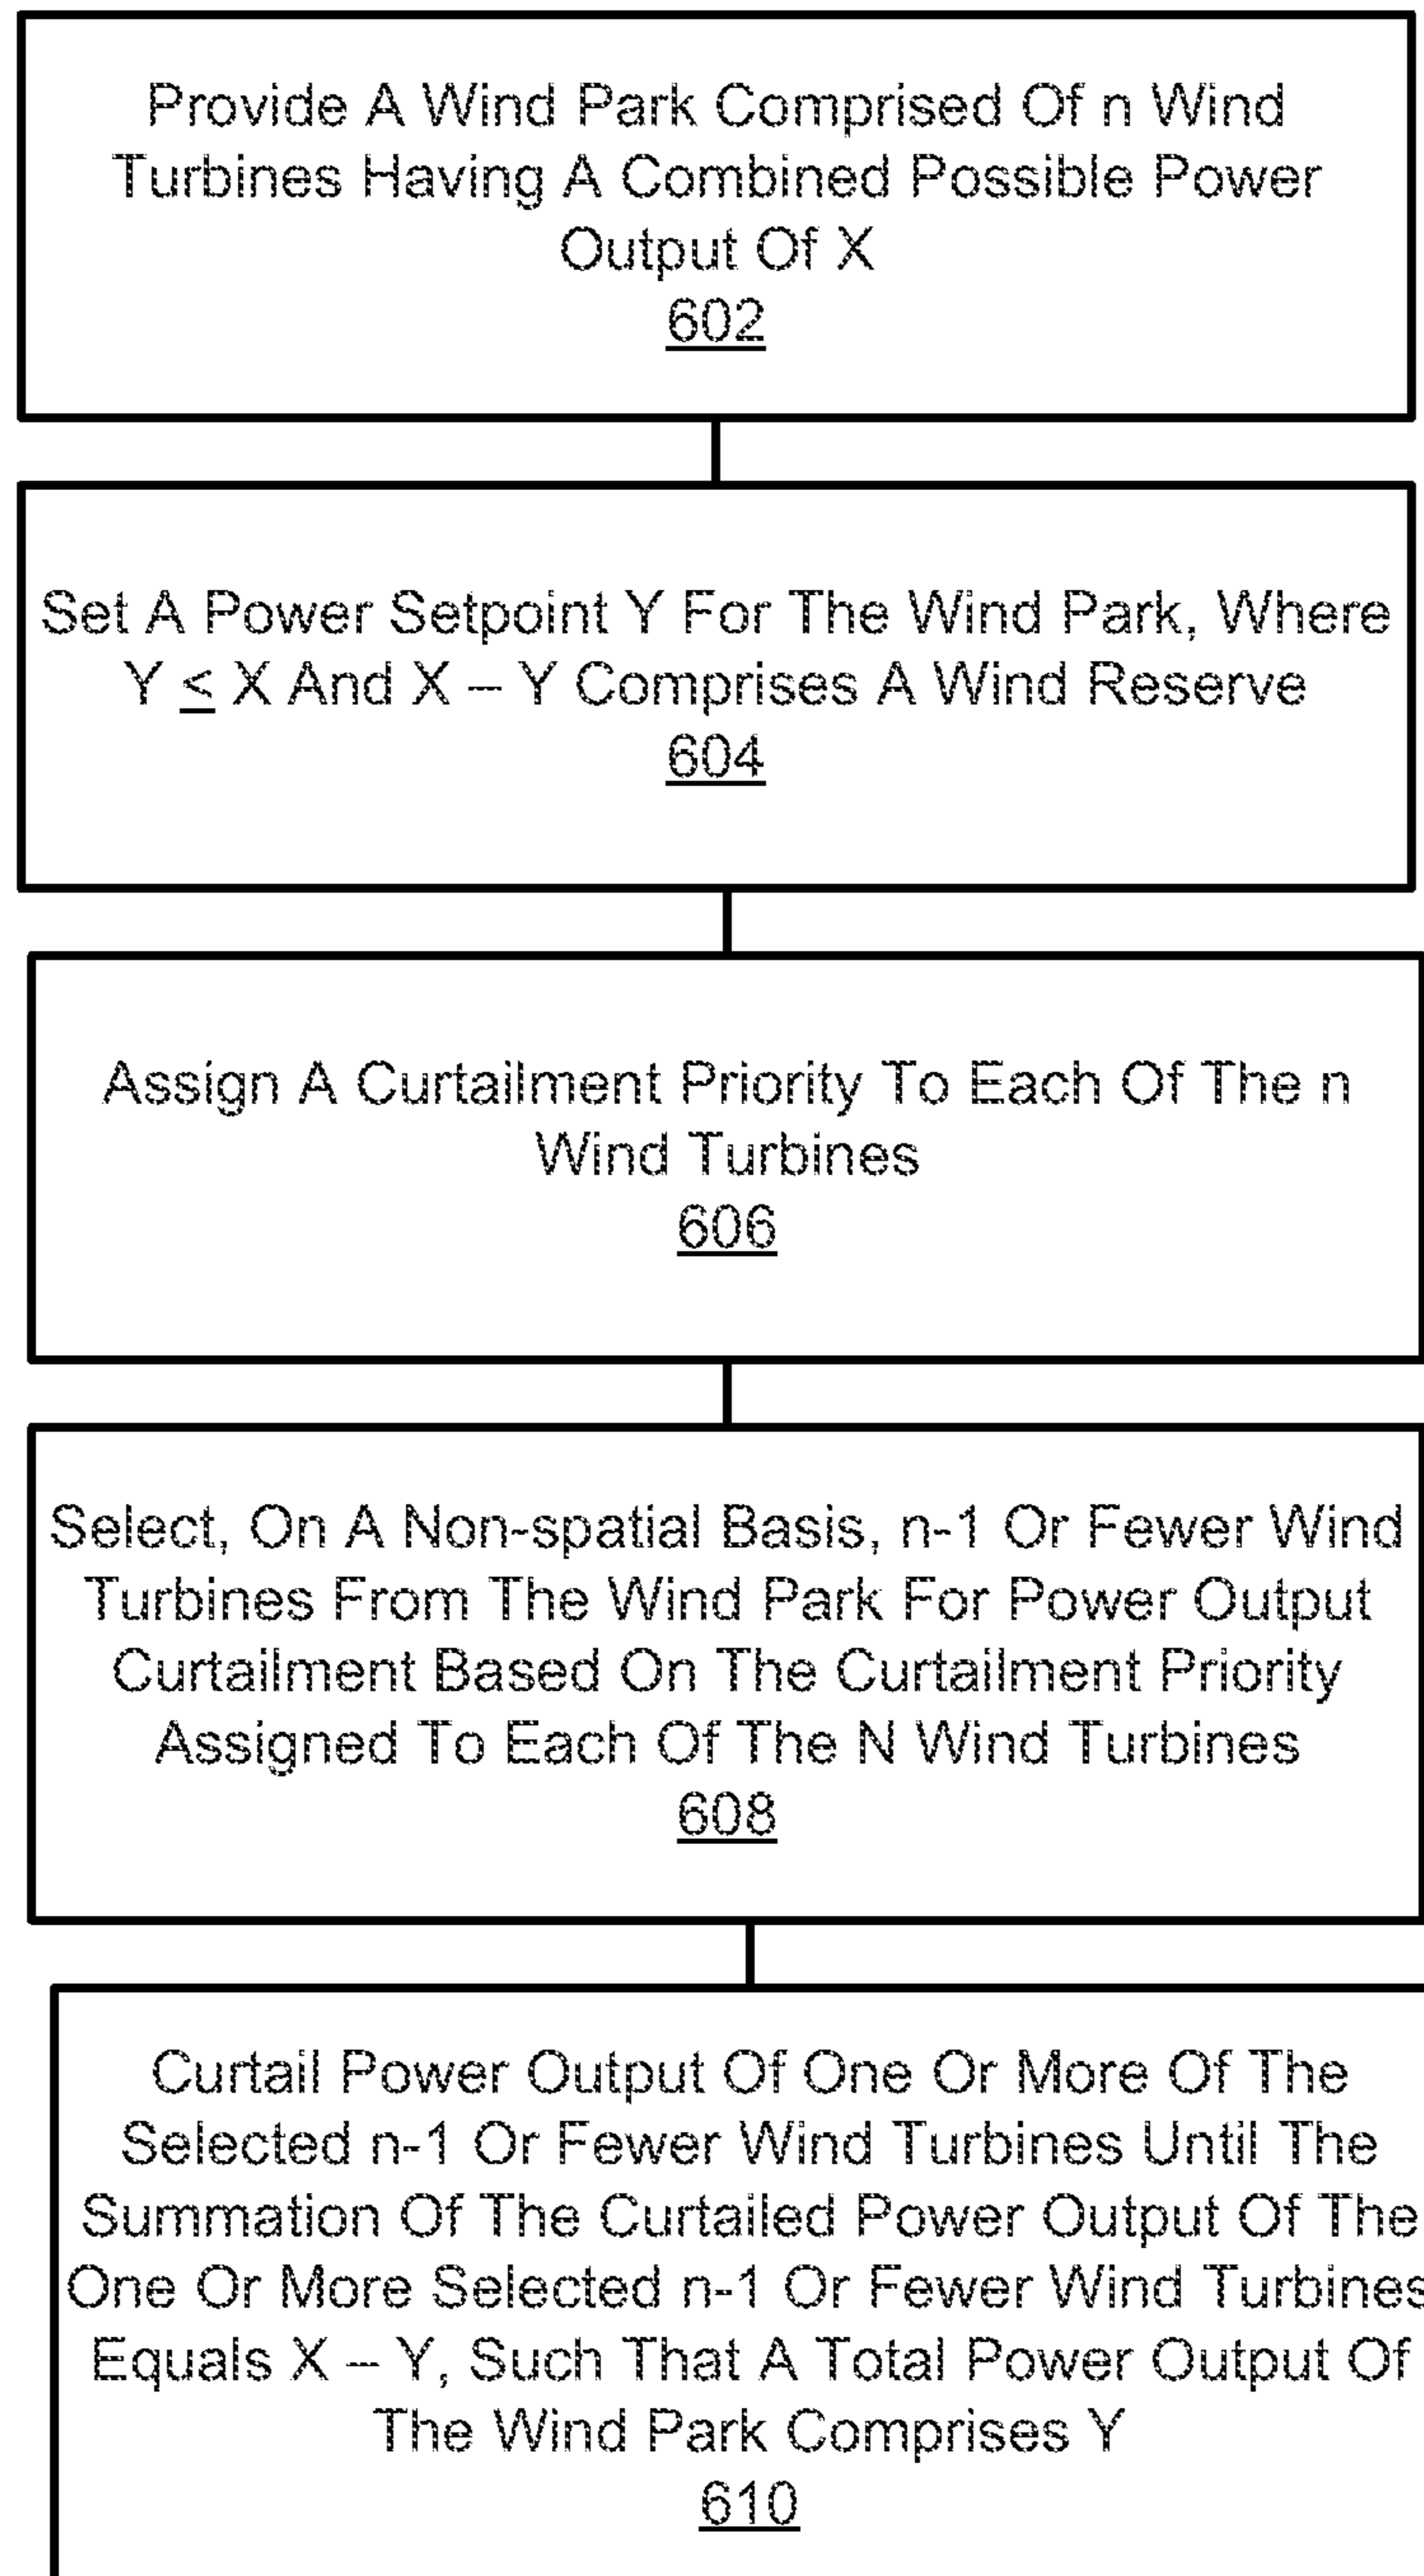 Provide A Wind Park Comprised Of n Wind
Turbines Having A Combined Possible Power
Output Of X
602
Set A Power Setpoint Y For The Wind Park, Where
Y ≤ X And X – Y Comprises A Wind Reserve
604
Assign A Curtailment Priority To Each Of The n
Wind Turbines
606
Select, On A Non-spatial Basis, n-1 Or Fewer Wind
Turbines From The Wind Park For Power Output
Curtailment Based On The Curtailment Priority
Assigned To Each Of The N Wind Turbines
608
Curtail Power Output Of One Or More Of The
Selected n-1 Or Fewer Wind Turbines Until The
Summation Of The Curtailed Power Output Of The
One Or More Selected n-1 Or Fewer Wind Turbines
Equals X – Y, Such That A Total Power Output Of
The Wind Park Comprises Y
610